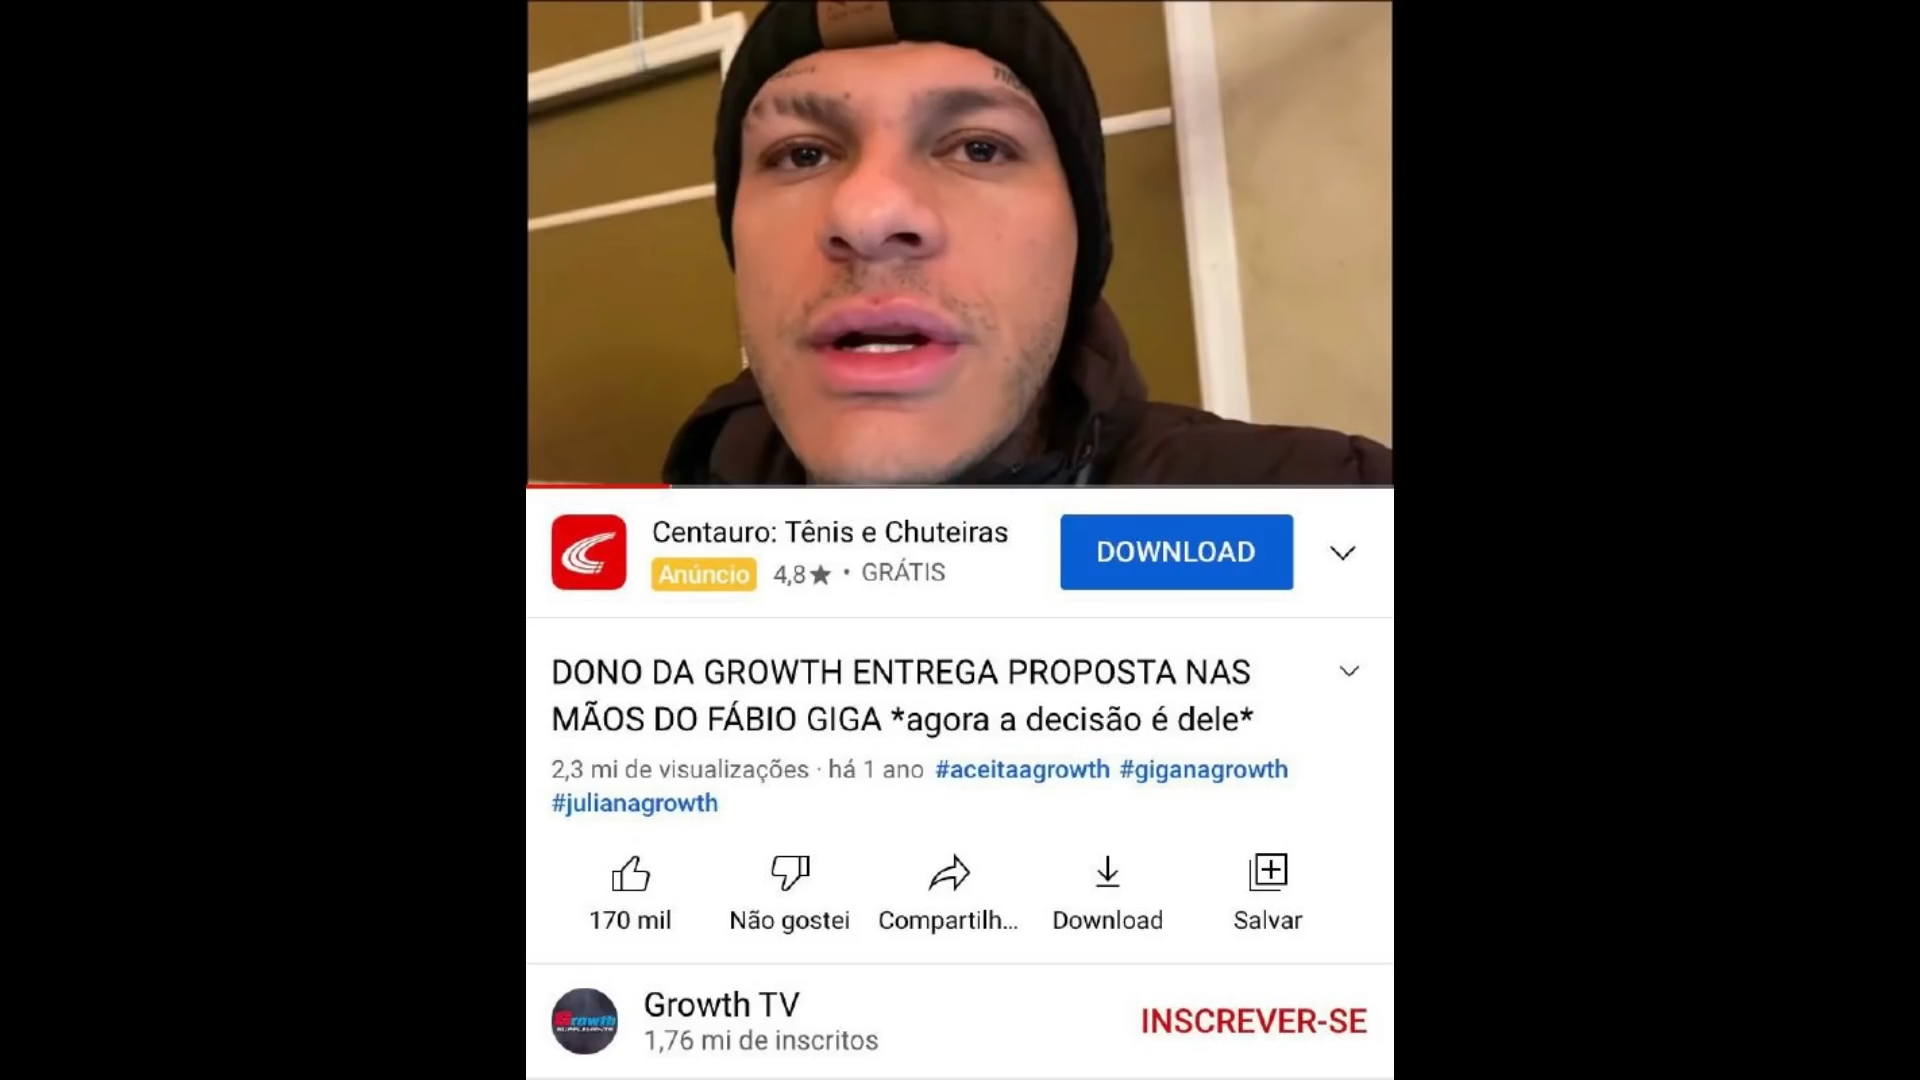 Centauro: Tênis e Chuteiras
Anúncio 4,8★ • GRÁTIS
DOWNLOAD
DONO DA GROWTH ENTREGA PROPOSTA NAS
MÃOS DO FÁBIO GIGA *agora a decisão é dele*
2,3 mi de visualizações · há 1 ano #aceitaagrowth #giganagrowth
#julianagrowth
170 mil
Não gostei
Compartilh...
Download
Salvar
Growth
Growth TV
1,76 mi de inscritos
INSCREVER-SE